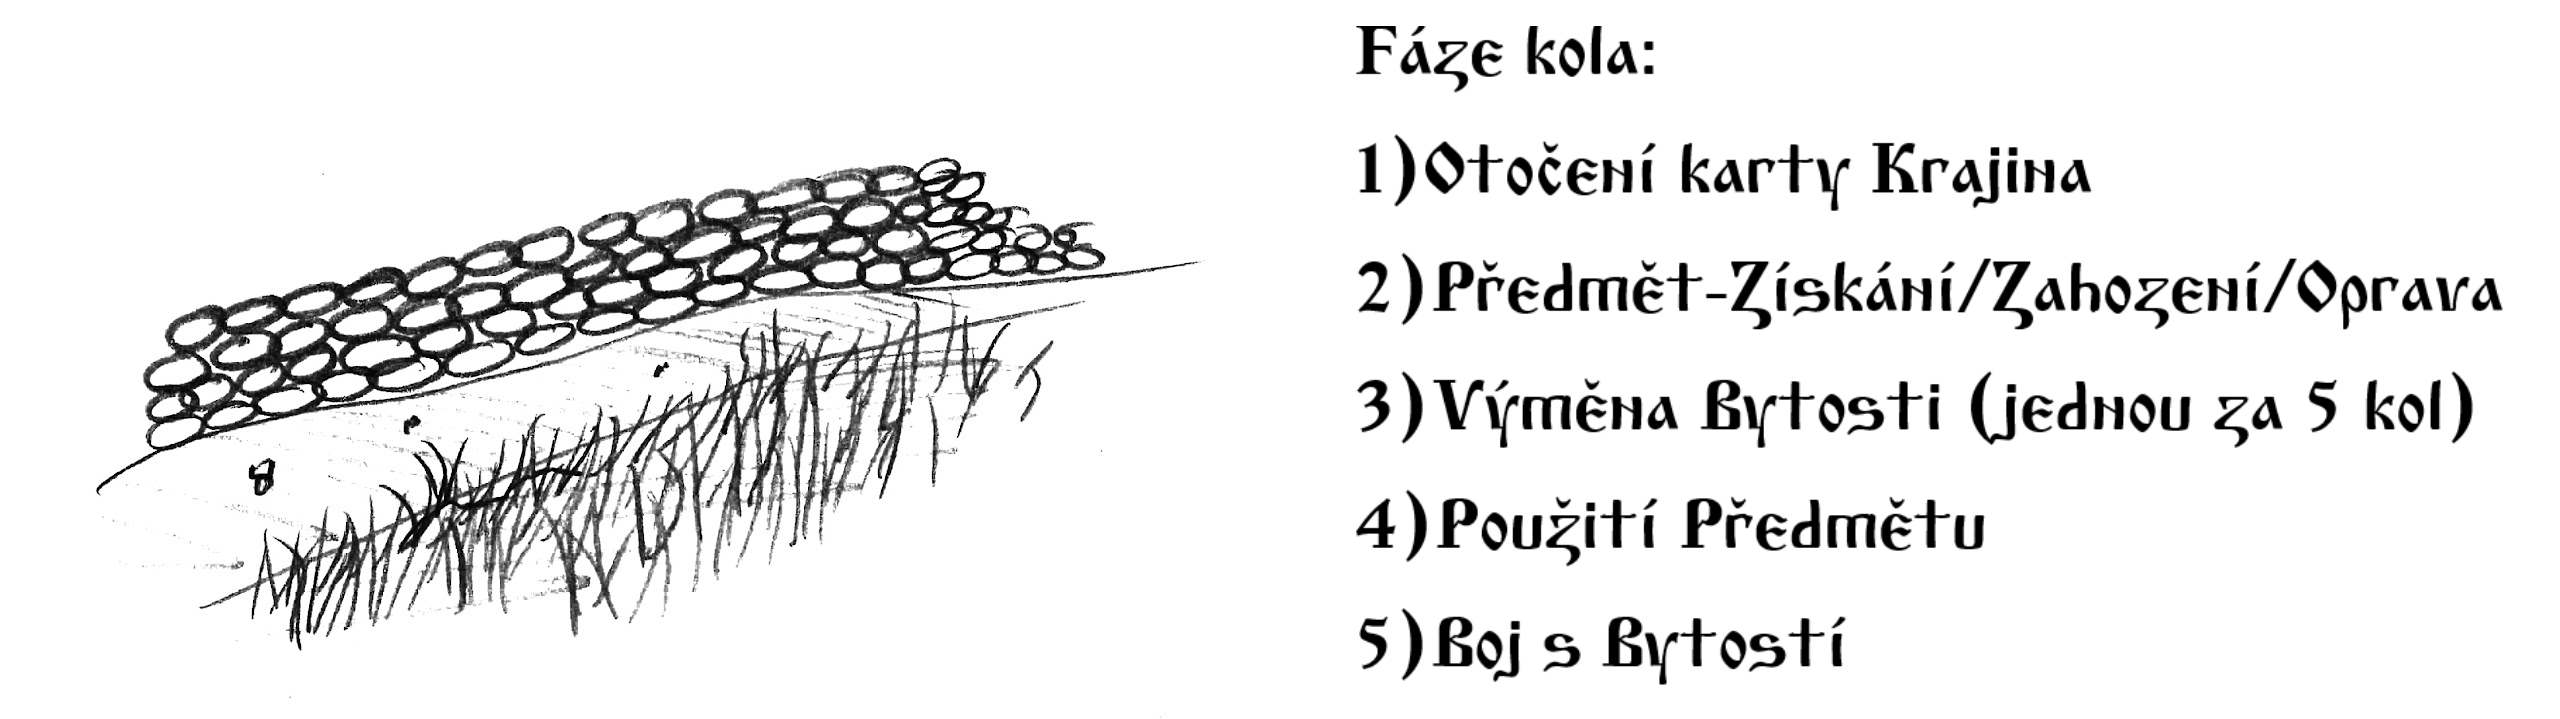 Fáze kola:
1)Otočení karty Krajina
2)Předmět-Získání/Zahození/Oprava
3)Výměna Bytosti (jednou za 5 kol)
4)Použití Předmětu
5)Boj s Bytostí